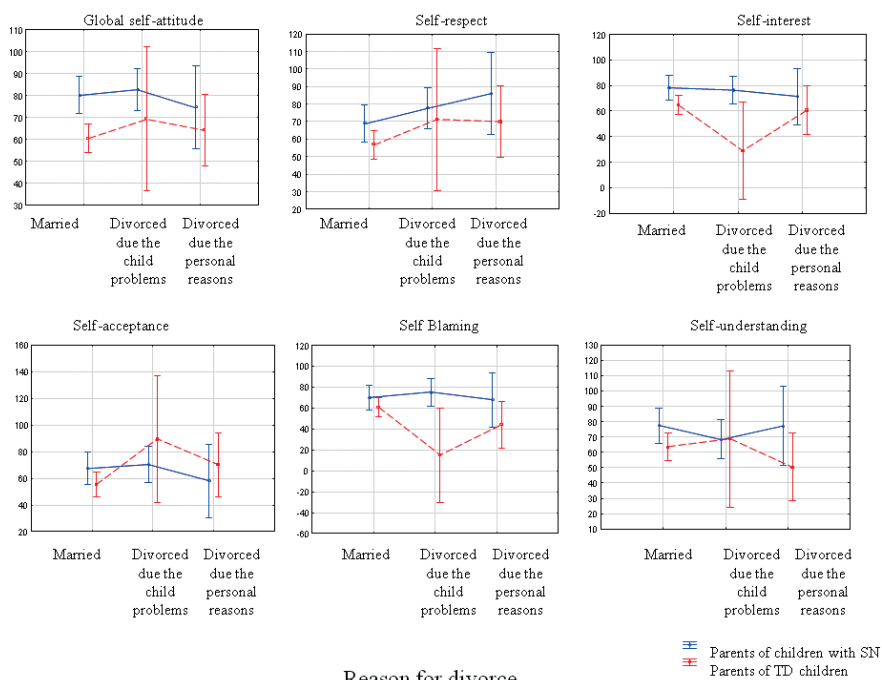 Global self-attitude
110
100
90
80
70
60
50
40
30
Married
Divorced due the child problems
Divorced due the personal reasons
Self-respect
120
110
100
90
80
70
60
50
40
30
20
Married
Divorced due the child problems
Divorced due the personal reasons
Self-interest
120
100
80
60
40
20
0
-20
Married
Divorced due the child problems
Divorced due the personal reasons
Self-acceptance
160
140
120
100
80
60
40
20
Married
Divorced due the child problems
Divorced due the personal reasons
Self Blaming
120
100
80
60
40
20
0
-20
-40
-60
Married
Divorced due the child problems
Divorced due the personal reasons
Self-understanding
130
120
110
100
90
80
70
60
50
40
30
20
10
Married
Divorced due the child problems
Divorced due the personal reasons
Reason for divorce
Parents of children with SN
Parents of TD children